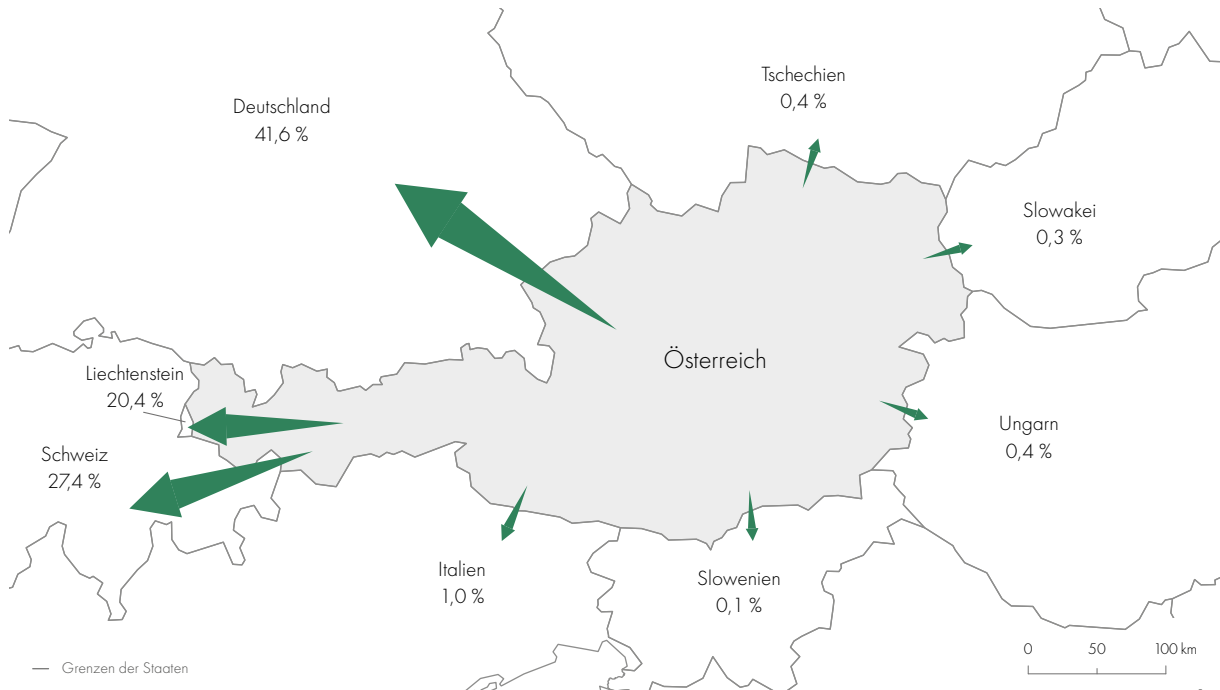 Tschechien
0,4 %
Deutschland
41,6 %
Slowakei
0,3 %
Österreich
Liechtenstein
20,4 %
Schweiz
27,4 %
Ungarn
0,4 %
Italien
1,0 %
Slowenien
0,1 %
0 50 100 km
Grenzen der Staaten